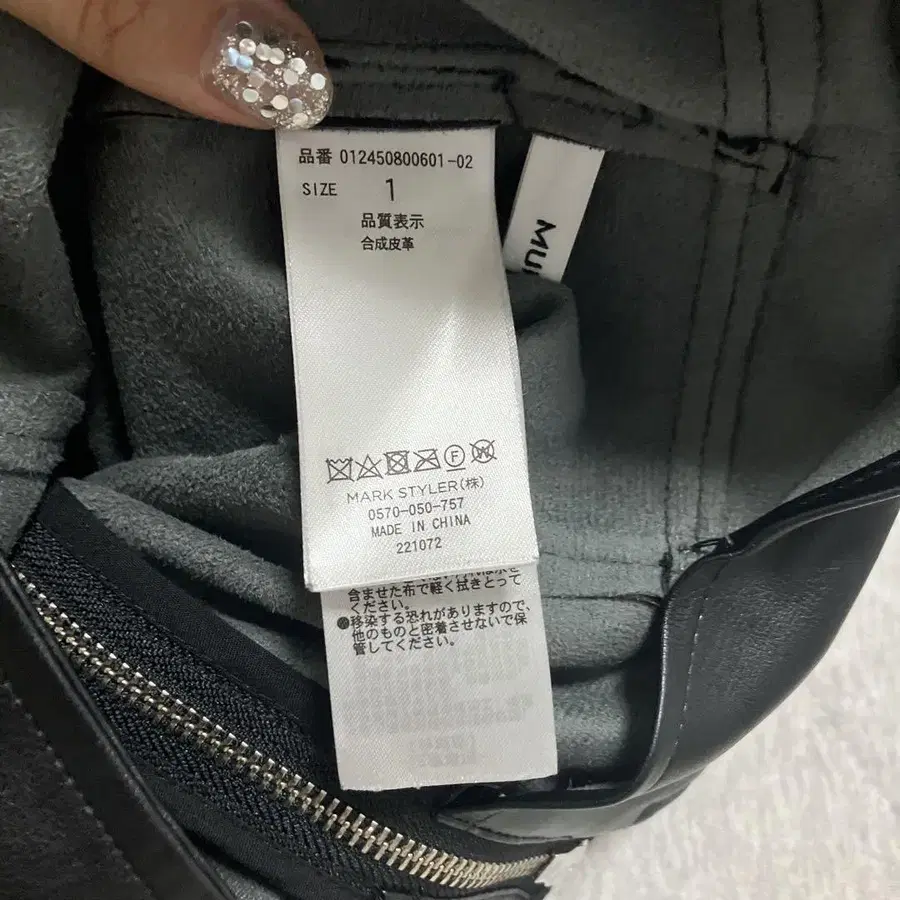 品番 012450800601-02
SIZE 1
品質表示
合成皮革
MARK STYLER(株)
0570-050-757
MADE IN CHINA
221072
含ませた布で軽く拭きとって
ください。
●移染する恐れがありますので、
他のものと密着させないで保
管してください。
MU